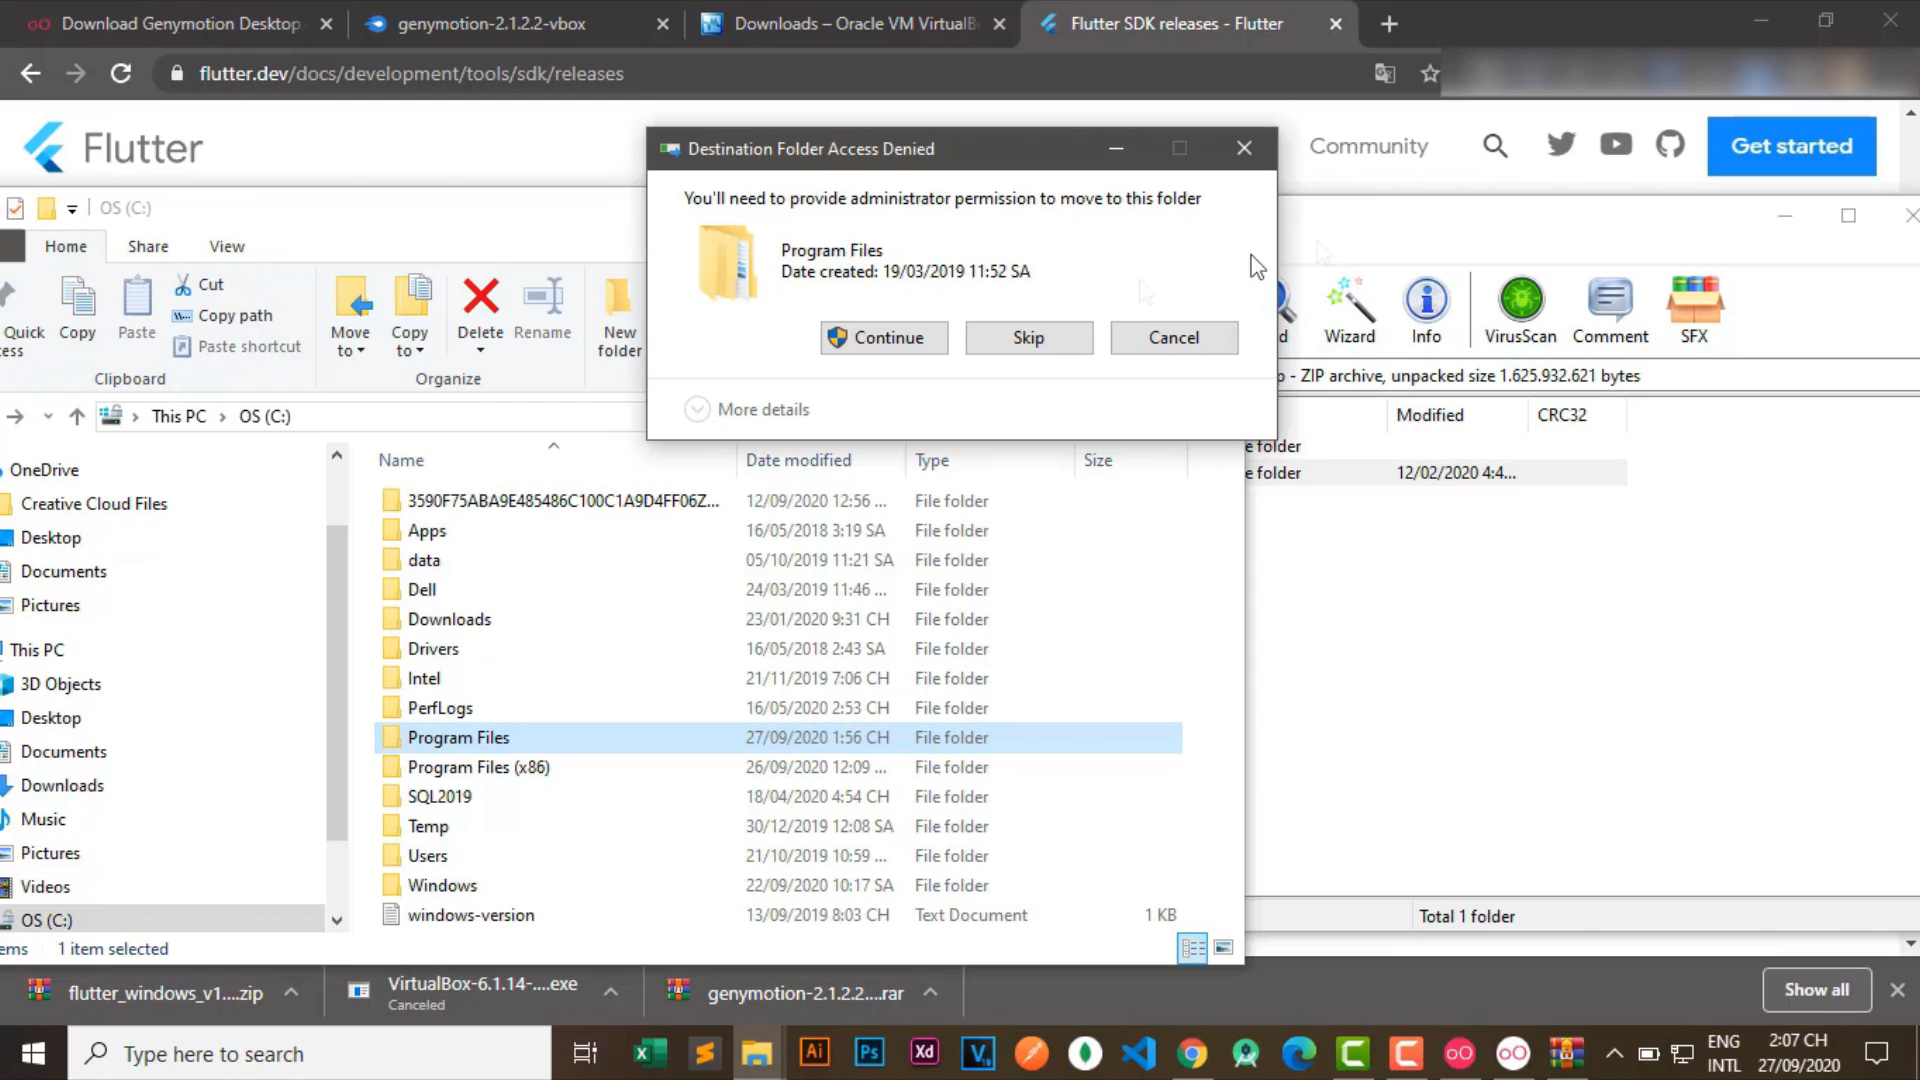 Download Genymotion Desktop
genymotion-2.1.2.2-vbox
Downloads – Oracle VM VirtualB
Flutter SDK releases - Flutter
flutter.dev/docs/development/tools/sdk/releases
Flutter
Community
Get started
Destination Folder Access Denied
You'll need to provide administrator permission to move to this folder
Program Files
Date created: 19/03/2019 11:52 SA
Continue
Skip
Cancel
More details
OS (C:)
Home
Share
View
Quick
Copy
Paste
Cut
Copy path
Paste shortcut
Move
to
Copy
to
Delete
Rename
New
folder
Clipboard
Organize
Wizard
Info
VirusScan
Comment
SFX
- ZIP archive, unpacked size 1.625.932.621 bytes
This PC
OS (C:)
Modified
CRC32
folder
folder
12/02/2020 4:4...
Name
Date modified
Type
Size
OneDrive
Creative Cloud Files
Desktop
Documents
Pictures
This PC
3D Objects
Desktop
Documents
Downloads
Music
Pictures
Videos
OS (C:)
3590F75ABA9E485486C100C1A9D4FF06Z... 12/09/2020 12:56 ... File folder
Apps 16/05/2018 3:19 SA File folder
data 05/10/2019 11:21 SA File folder
Dell 24/03/2019 11:46 ... File folder
Downloads 23/01/2020 9:31 CH File folder
Drivers 16/05/2018 2:43 SA File folder
Intel 21/11/2019 7:06 CH File folder
PerfLogs 16/05/2020 2:53 CH File folder
Program Files 27/09/2020 1:56 CH File folder
Program Files (x86) 26/09/2020 12:09 ... File folder
SQL2019 18/04/2020 4:54 CH File folder
Temp 30/12/2019 12:08 SA File folder
Users 21/10/2019 10:59 ... File folder
Windows 22/09/2020 10:17 SA File folder
windows-version 13/09/2019 8:03 CH Text Document 1 KB
Total 1 folder
1 item selected
flutter_windows_v1....zip
VirtualBox-6.1.14-....exe
Canceled
genymotion-2.1.2.2....rar
Show all
Type here to search
Ai
Ps
Xd
ENG
INTL
2:07 CH
27/09/2020